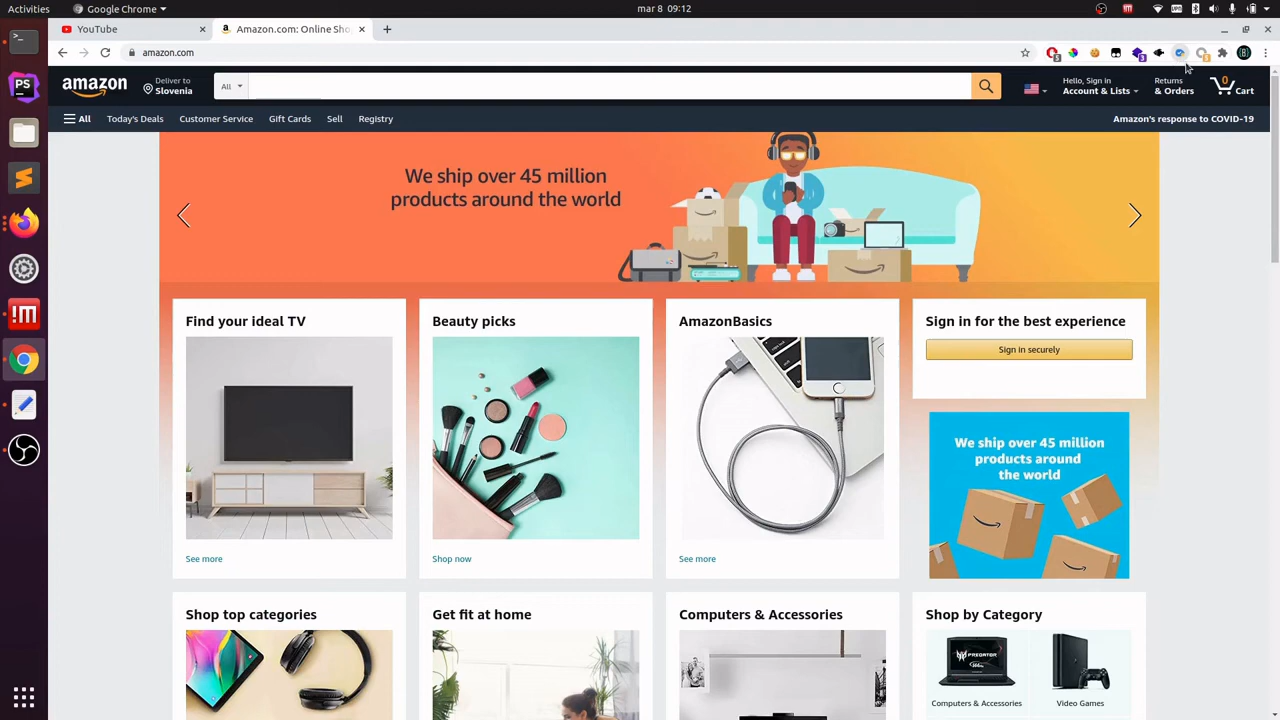 Activities
Google Chrome
mar 8 09:12
YouTube
Amazon.com: Online Sho
amazon.com
amazon
Deliver to
Slovenia
All
Hello, Sign in
Account & Lists
Returns
& Orders
0
Cart
All
Today's Deals
Customer Service
Gift Cards
Sell
Registry
Amazon's response to COVID-19
We ship over 45 million
products around the world
Find your ideal TV
See more
Beauty picks
Shop now
AmazonBasics
See more
Sign in for the best experience
Sign in securely
We ship over 45 million
products around
the world
Shop top categories
Get fit at home
Computers & Accessories
Shop by Category
PREDATOR
Computers & Accessories
Video Games